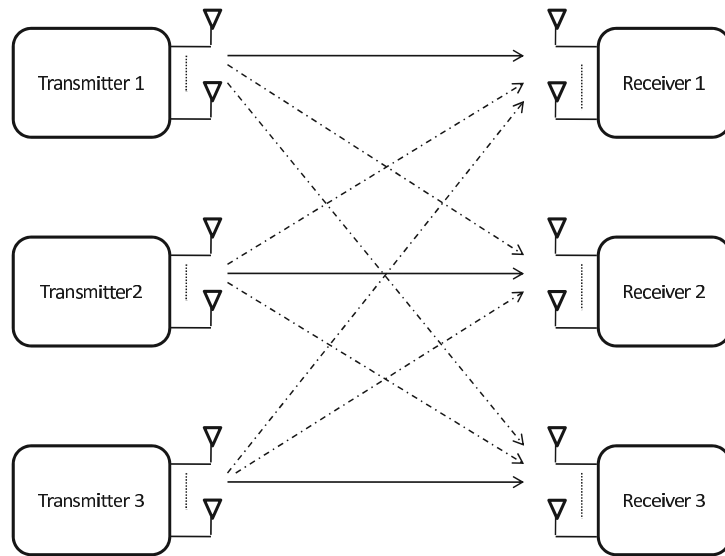 Transmitter 1
Receiver 1
Transmitter2
Receiver 2
Transmitter 3
Receiver 3